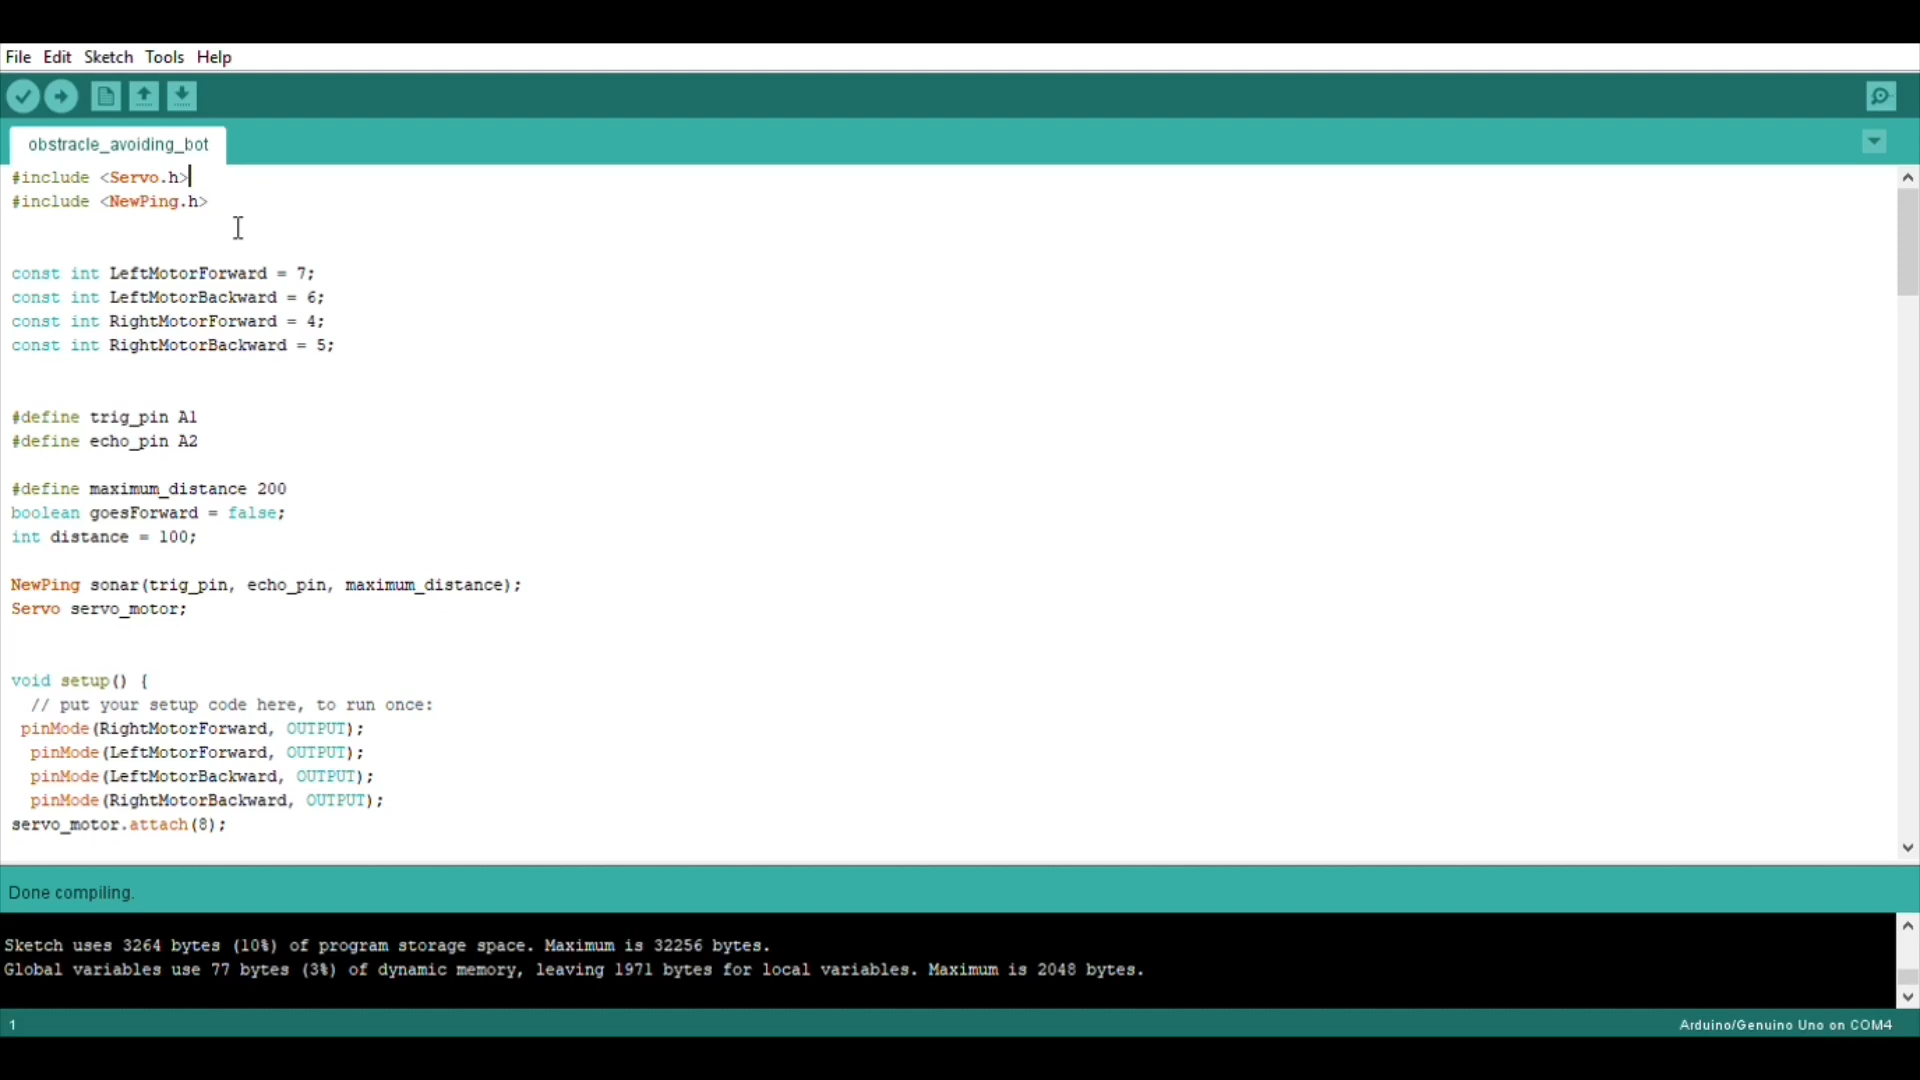 File Edit Sketch Tools Help
obstracle_avoiding_bot
#include <Servo.h>
#include <NewPing.h>
const int LeftMotorForward = 7;
const int LeftMotorBackward = 6;
const int RightMotorForward = 4;
const int RightMotorBackward = 5;
#define trig_pin A1
#define echo_pin A2
#define maximum_distance 200
boolean goesForward = false;
int distance = 100;
NewPing sonar(trig_pin, echo_pin, maximum_distance);
Servo servo_motor;
void setup() {
  // put your setup code here, to run once:
 pinMode(RightMotorForward, OUTPUT);
  pinMode(LeftMotorForward, OUTPUT);
  pinMode(LeftMotorBackward, OUTPUT);
  pinMode(RightMotorBackward, OUTPUT);
servo_motor.attach(8);
Done compiling.
Sketch uses 3264 bytes (10%) of program storage space. Maximum is 32256 bytes.
Global variables use 77 bytes (3%) of dynamic memory, leaving 1971 bytes for local variables. Maximum is 2048 bytes.
1 Arduino/Genuino Uno on COM4